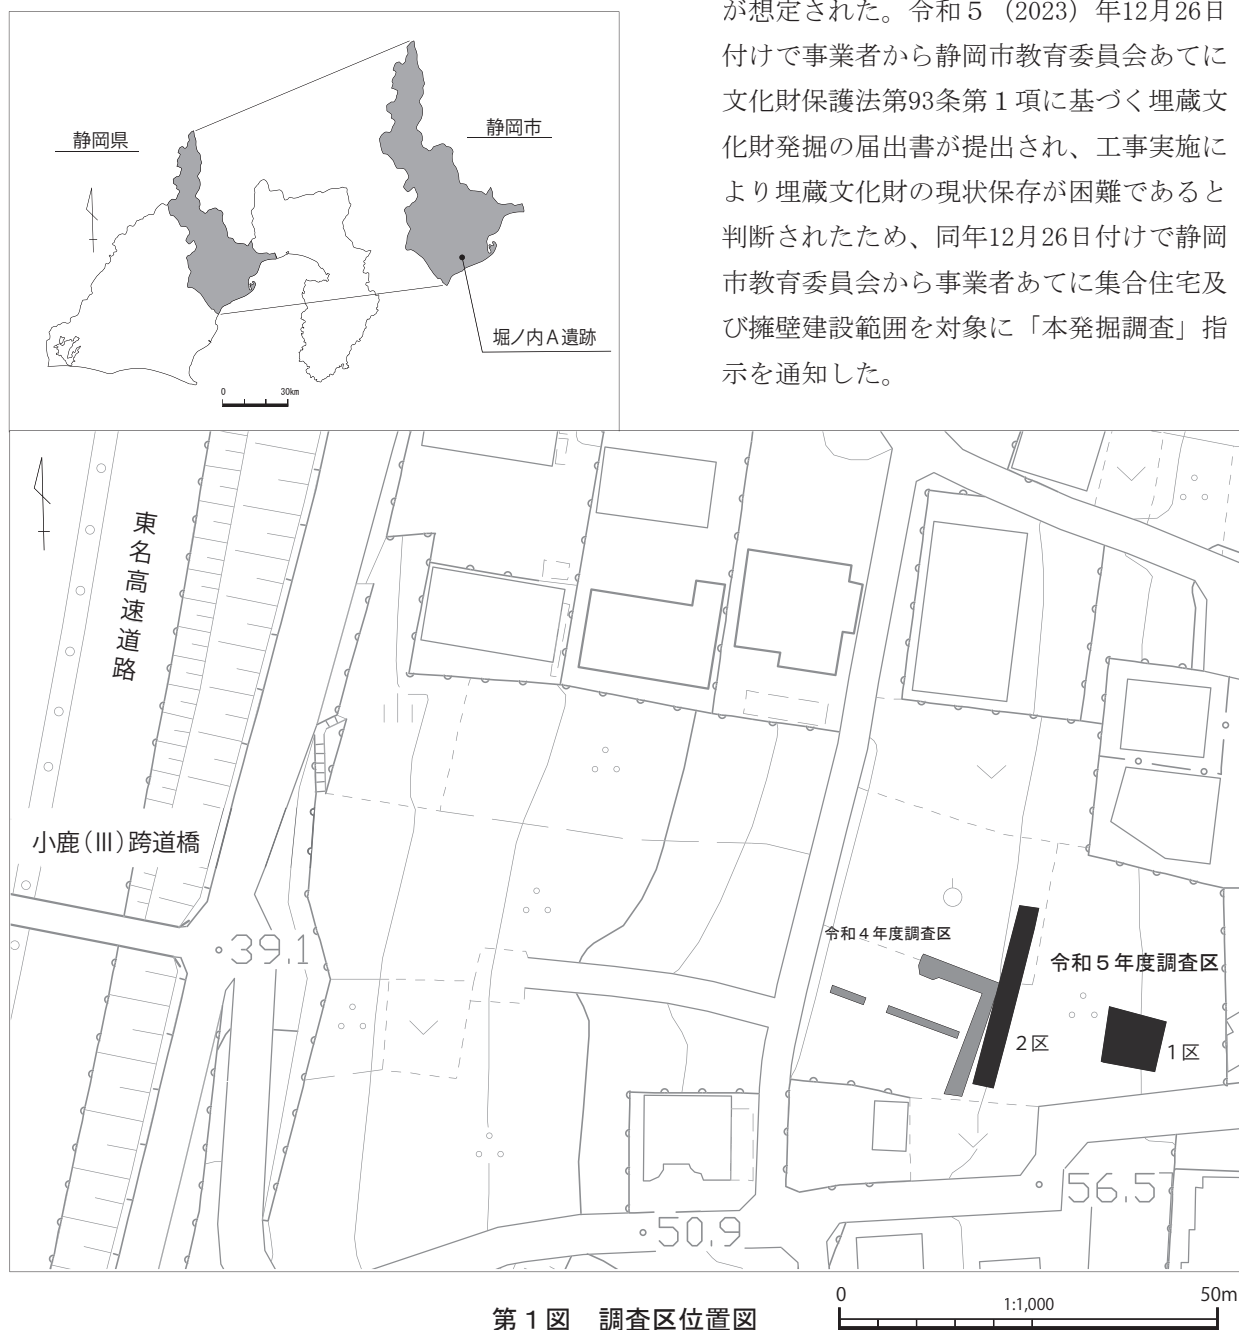 が想定された。令和５（2023）年12月26日
付けで事業者から静岡市教育委員会あてに
文化財保護法第93条第１項に基づく埋蔵文
化財発掘の届出書が提出され、工事実施に
より埋蔵文化財の現状保存が困難であると
判断されたため、同年12月26日付けで静岡
市教育委員会から事業者あてに集合住宅及
び擁壁建設範囲を対象に「本発掘調査」指
示を通知した。
静岡県
静岡市
堀ノ内A遺跡
0 30km
東名高速道路
小鹿（Ⅲ）跨道橋
39.1
令和４年度調査区
令和５年度調査区
２区
１区
56.5
50.9
第１図　調査区位置図
0 1:1,000 50m